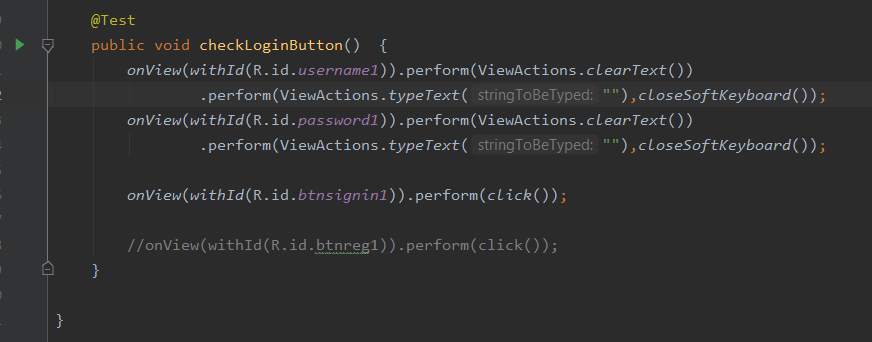 @Test
public void checkLoginButton()  {
onView(withId(R.id.username1)).perform(ViewActions.clearText())
.perform(ViewActions.typeText( stringToBeTyped: ""),closeSoftKeyboard());
onView(withId(R.id.password1)).perform(ViewActions.clearText())
.perform(ViewActions.typeText( stringToBeTyped: ""),closeSoftKeyboard());
onView(withId(R.id.btnsignin1)).perform(click());
//onView(withId(R.id.btnreg1)).perform(click());
}
}